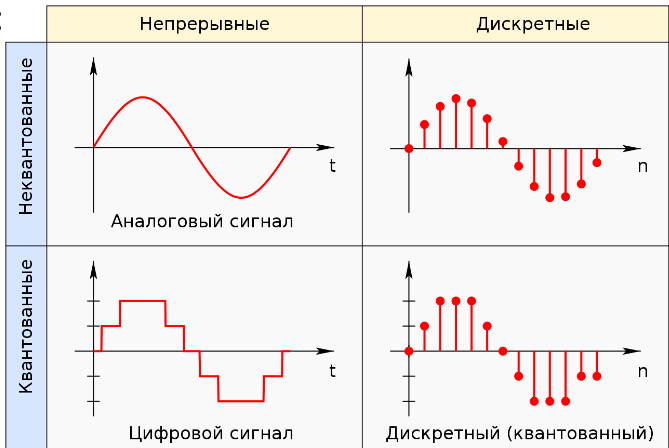 Непрерывные
Дискретные
Неквантованные
t
n
Аналоговый сигнал
Квантованные
t
n
Цифровой сигнал
Дискретный (квантованный)